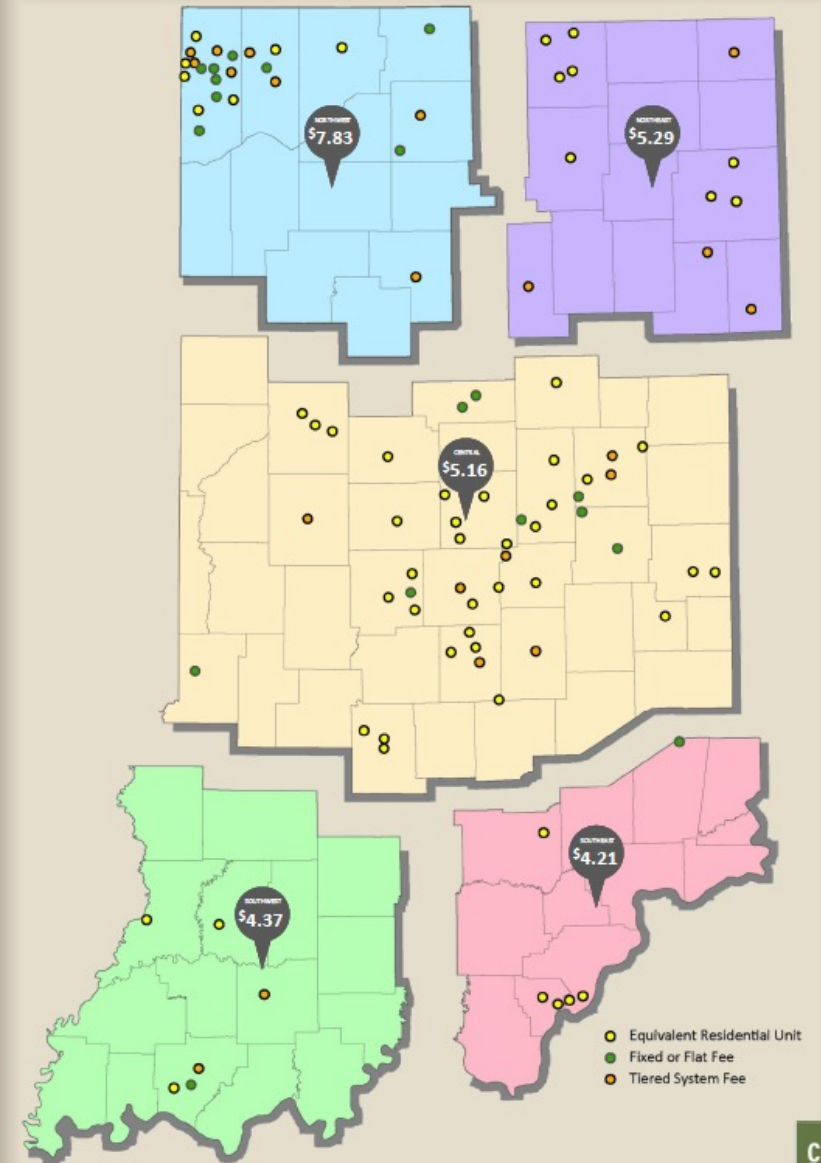 NORTHWEST
$7.83
NORTHEAST
$5.29
CENTRAL
$5.16
SOUTHWEST
$4.37
SOUTHEAST
$4.21
Equivalent Residential Unit
Fixed or Flat Fee
Tiered System Fee
C